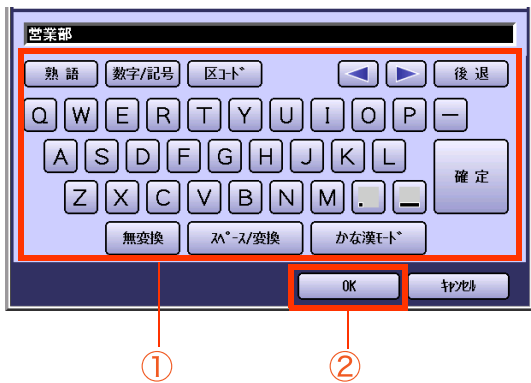 営業部
熟 語 数字/記号 区ｺｰﾄﾞ 後 退
Q W E R T Y U I O P ー
A S D F G H J K L
確 定
Z X C V B N M . _
無変換 ｽﾍﾟｰｽ/変換 かな漢ﾓｰﾄﾞ
OK ｷｬﾝｾﾙ
① ②